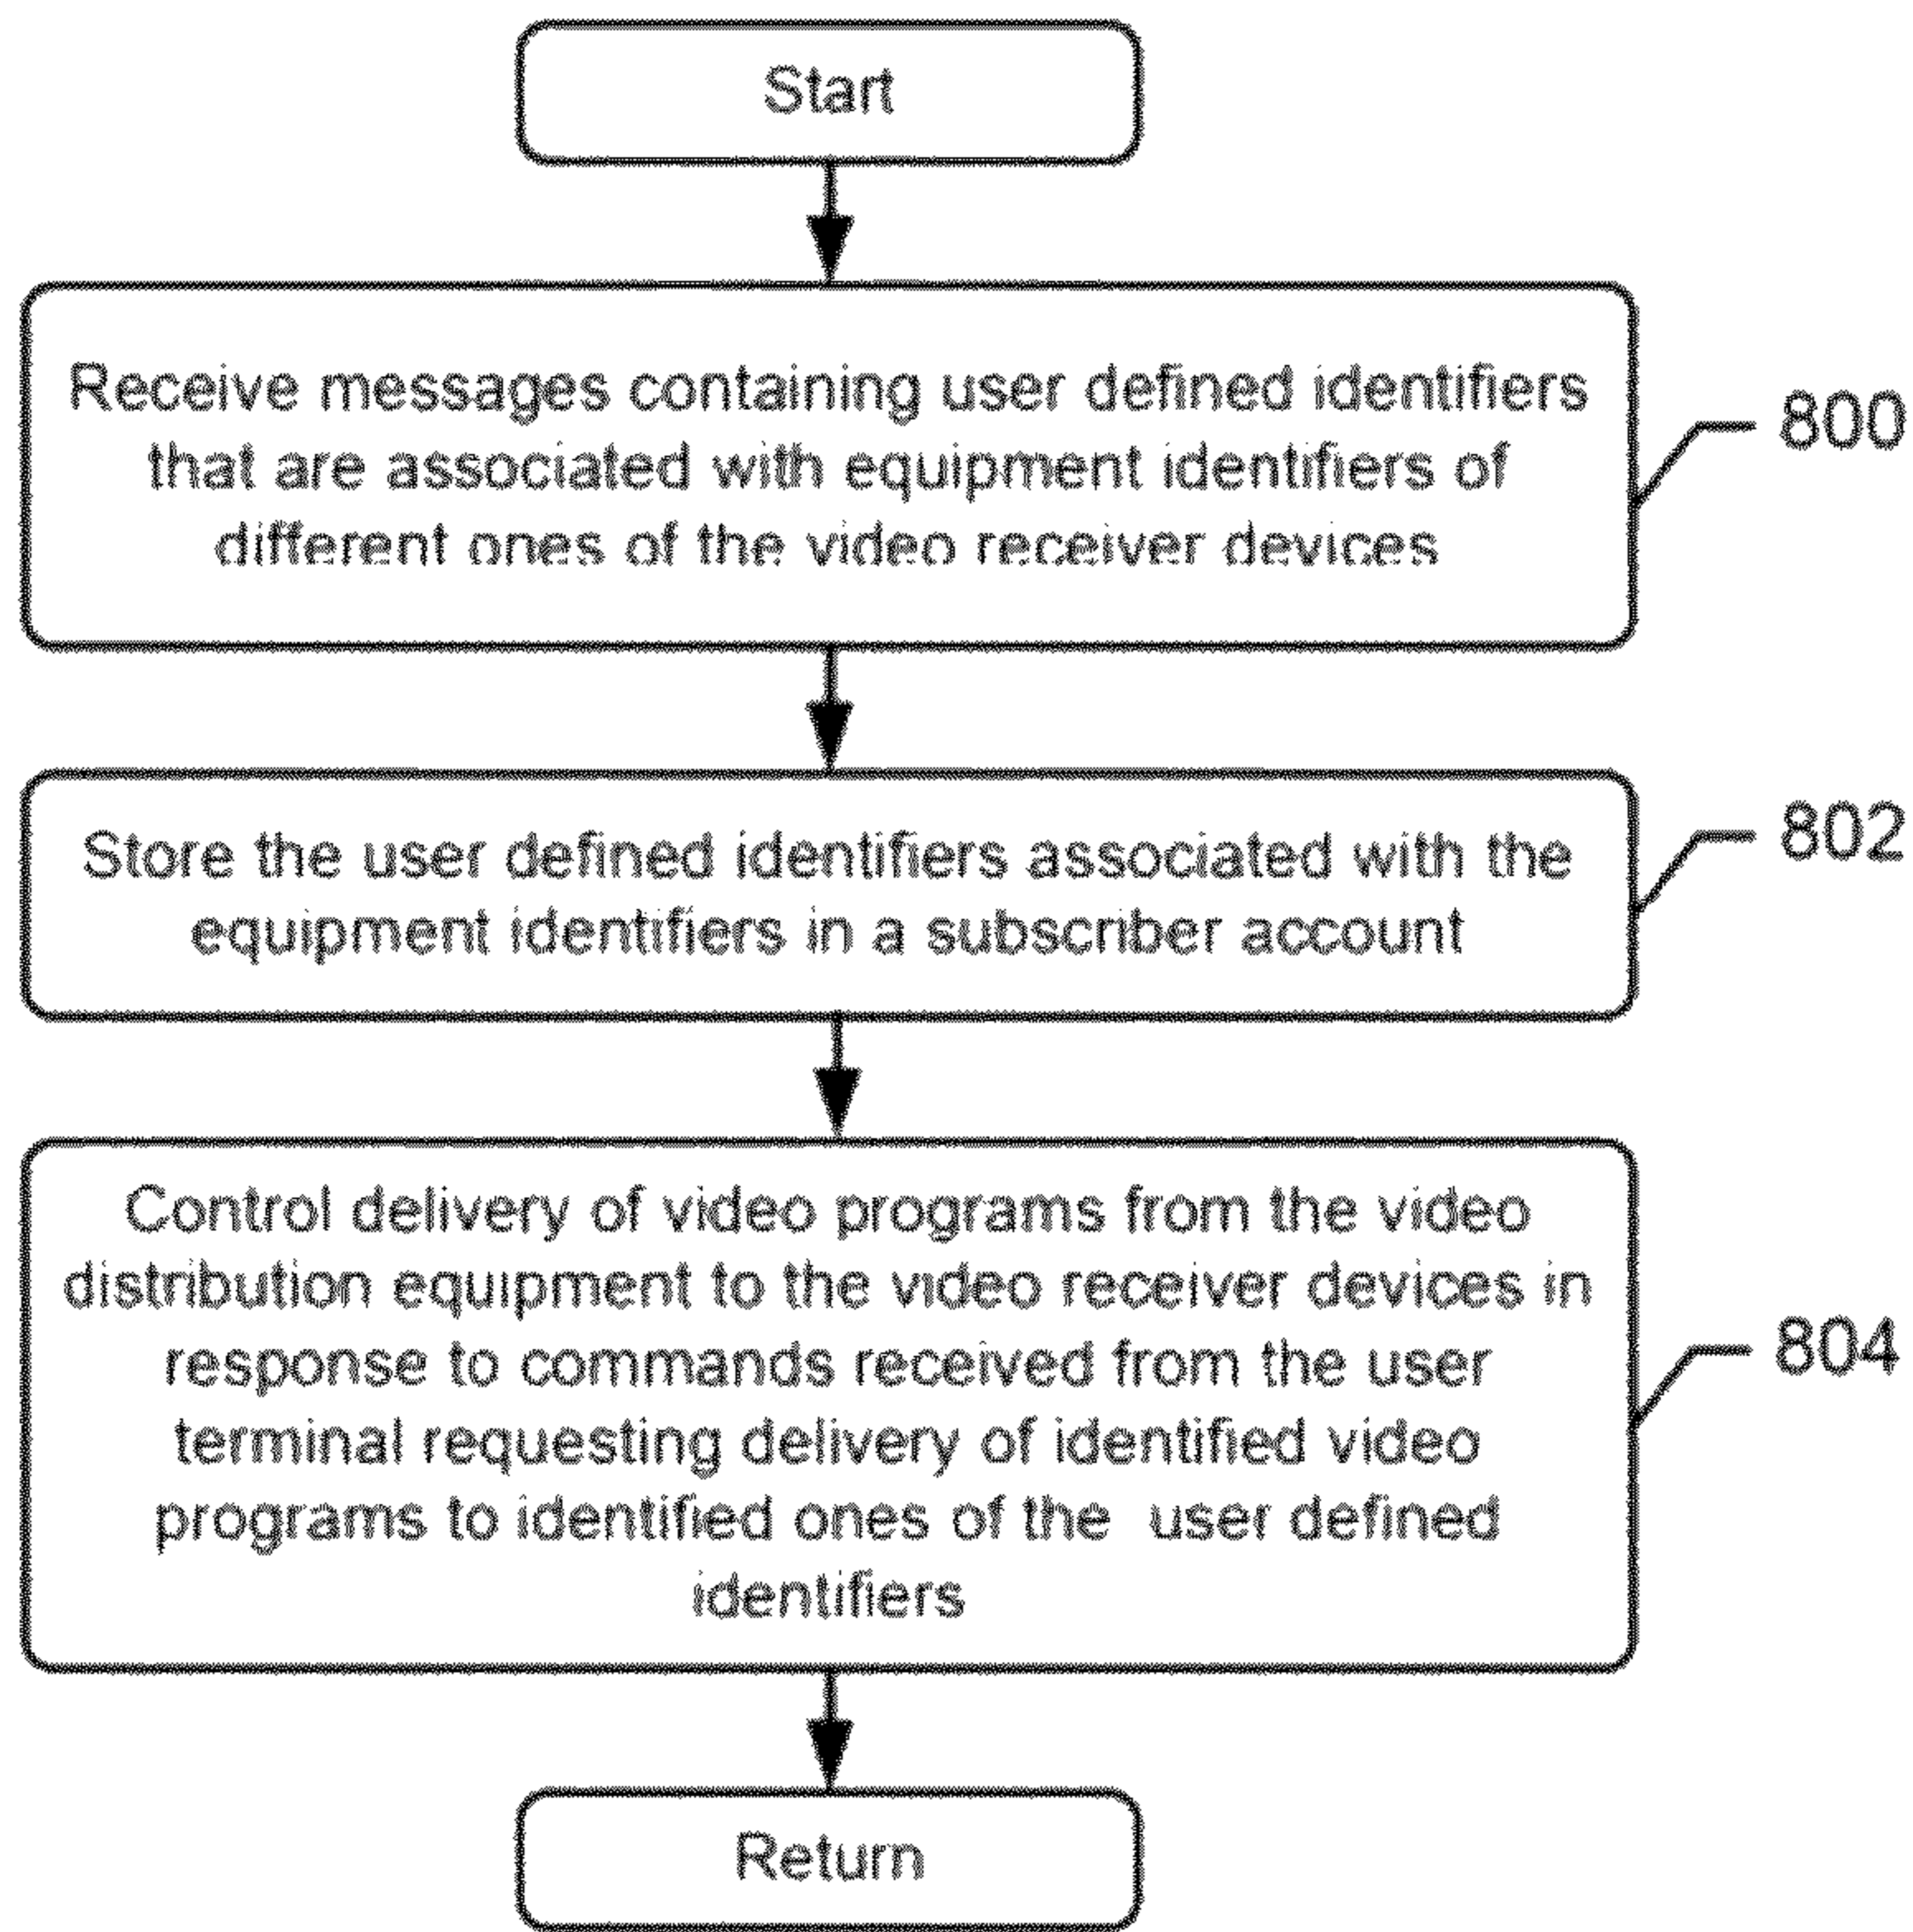 Start
Receive messages containing user defined identifiers
that are associated with equipment identifiers of
different ones of the video receiver devices
800
Store the user defined identifiers associated with the
equipment identifiers in a subscriber account
802
Control delivery of video programs from the video
distribution equipment to the video receiver devices in
response to commands received from the user
terminal requesting delivery of identified video
programs to identified ones of the user defined
identifiers
804
Return